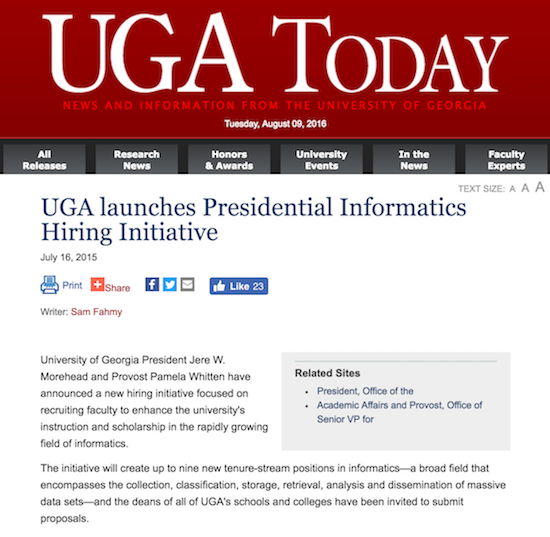 UGA TODAY
NEWS AND INFORMATION FROM THE UNIVERSITY OF GEORGIA
Tuesday, August 09, 2016
All Releases
Research News
Honors & Awards
University Events
In the News
Faculty Experts
TEXT SIZE: A A A
UGA launches Presidential Informatics
Hiring Initiative
July 16, 2015
Print Share Like 23
Writer: Sam Fahmy
University of Georgia President Jere W.
Morehead and Provost Pamela Whitten have
announced a new hiring initiative focused on
recruiting faculty to enhance the university's
instruction and scholarship in the rapidly growing
field of informatics.
Related Sites
• President, Office of the
• Academic Affairs and Provost, Office of
Senior VP for
The initiative will create up to nine new tenure-stream positions in informatics—a broad field that
encompasses the collection, classification, storage, retrieval, analysis and dissemination of massive
data sets—and the deans of all of UGA's schools and colleges have been invited to submit
proposals.